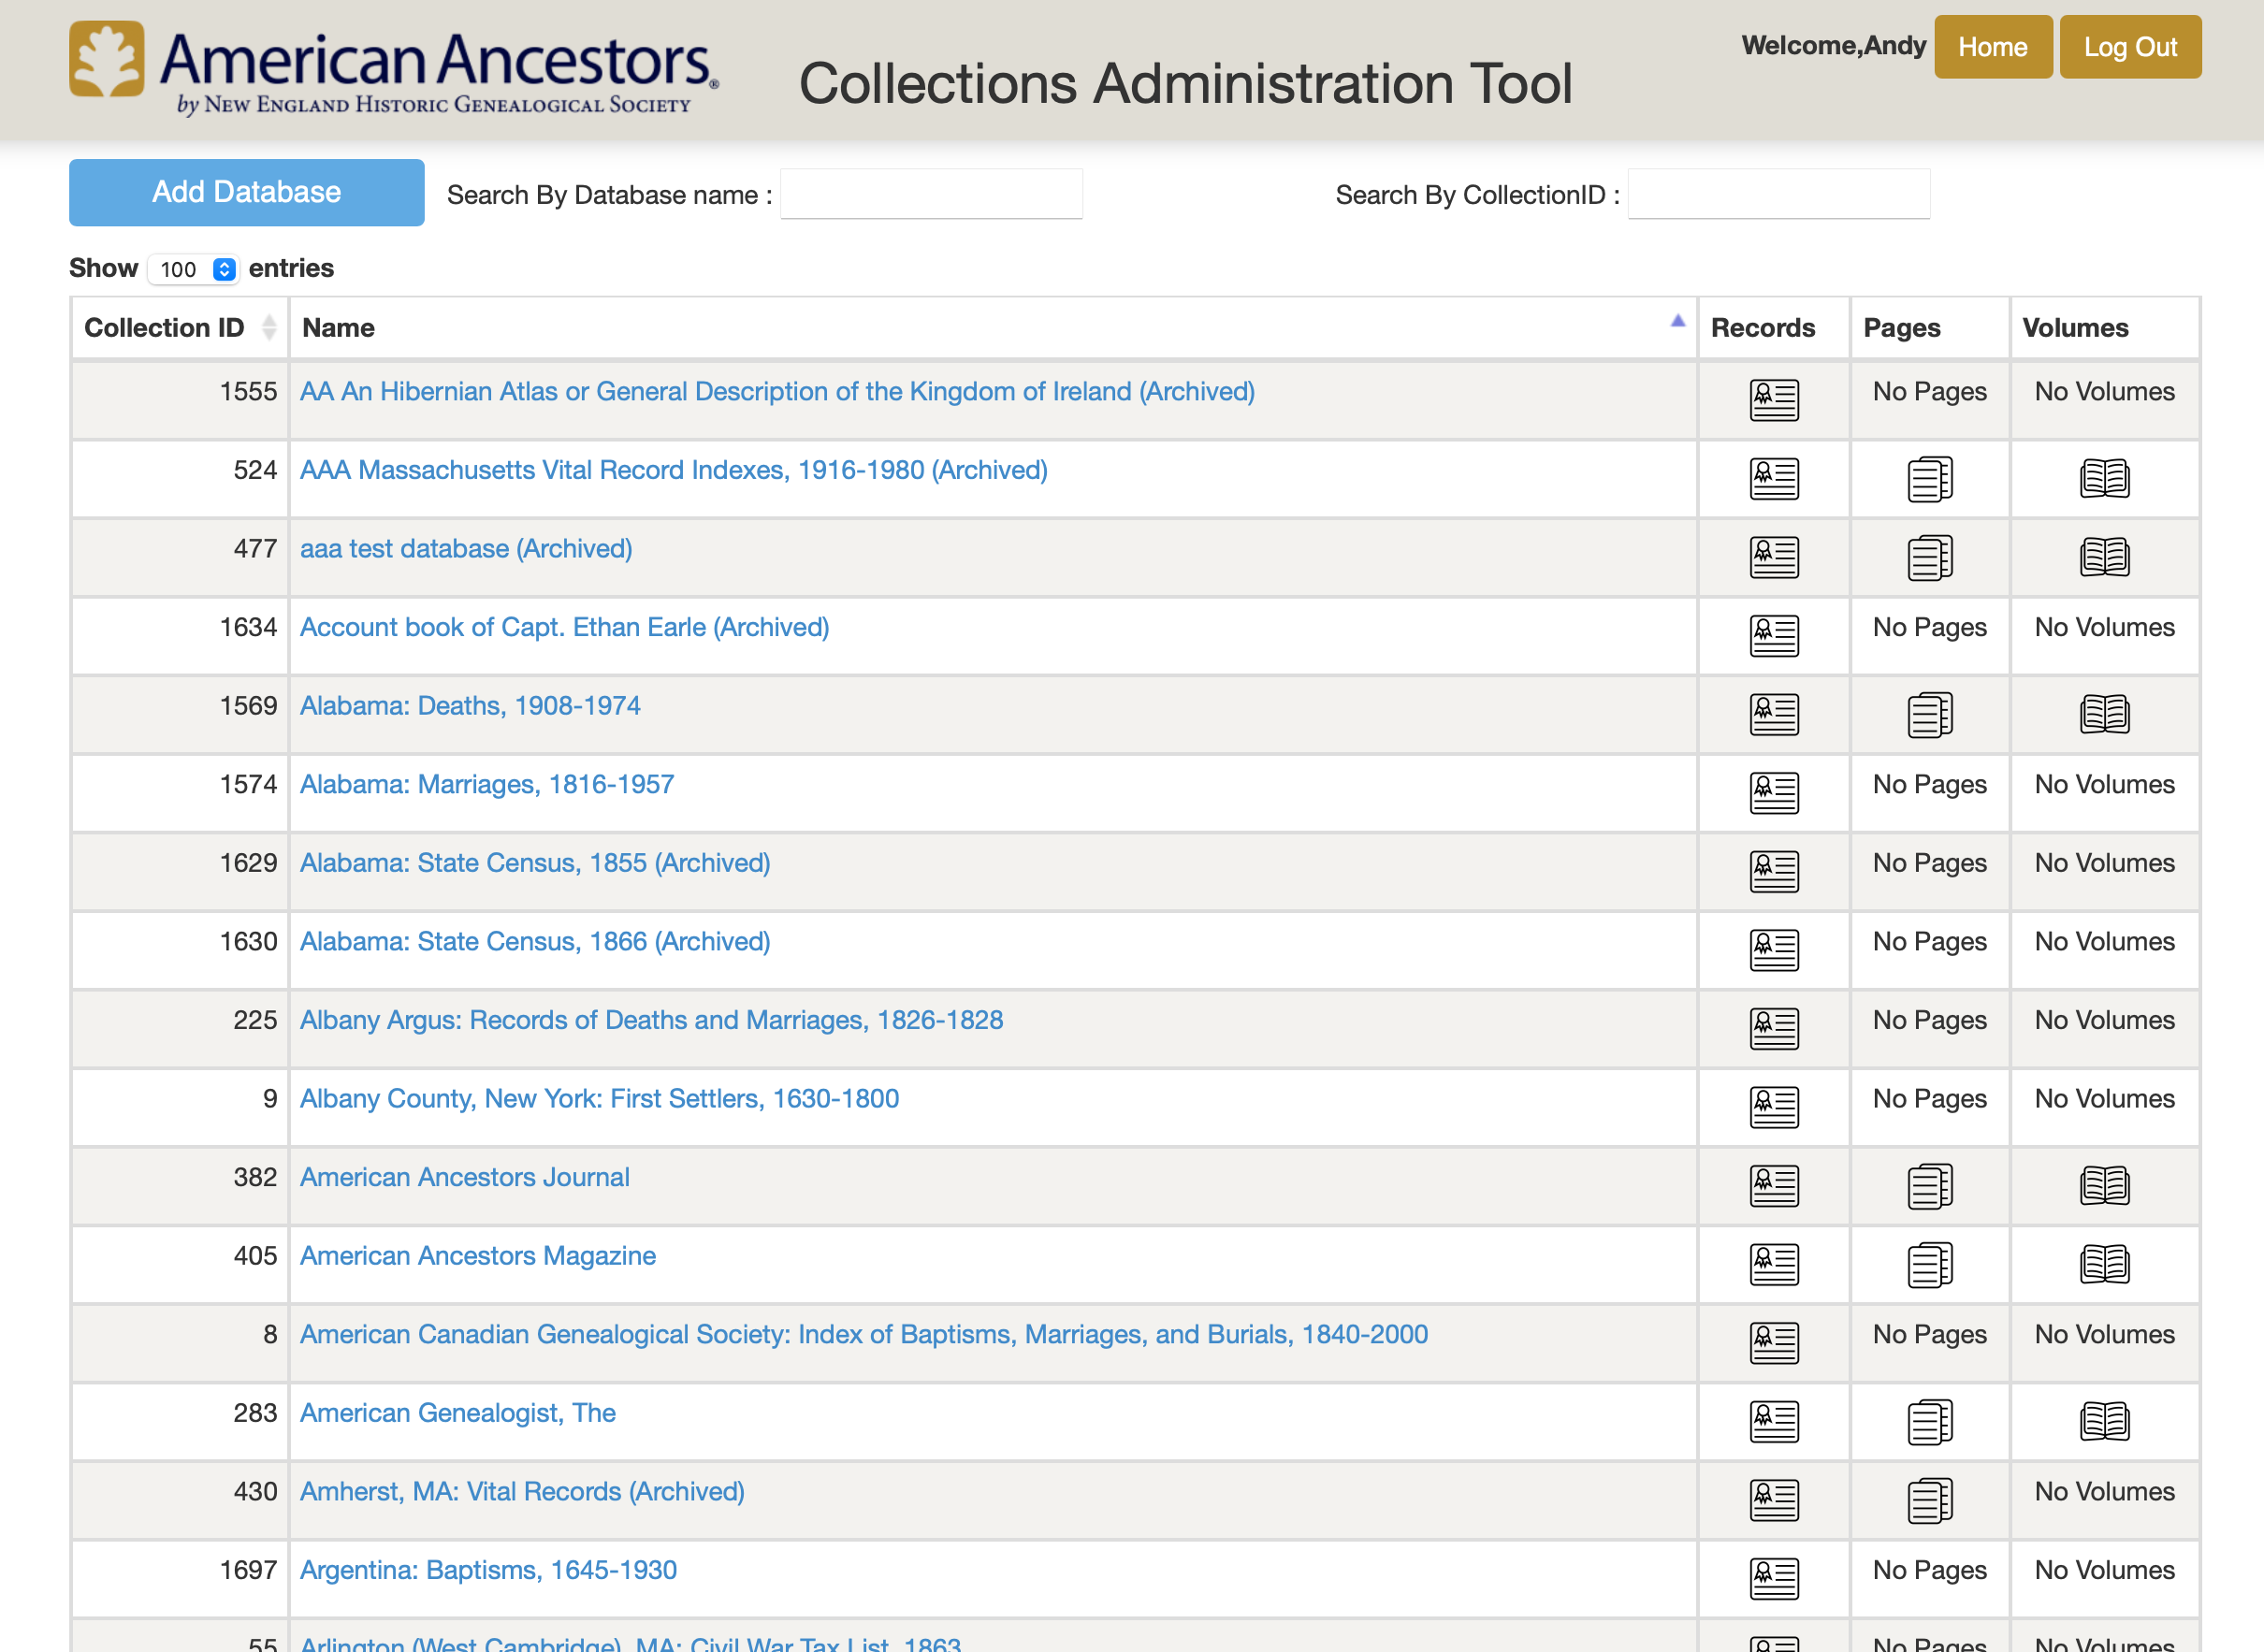 American Ancestors®
by NEW ENGLAND HISTORIC GENEALOGICAL SOCIETY
Collections Administration Tool
Welcome,Andy Home Log Out
Add Database Search By Database name : Search By CollectionID :
Show 100 entries
Collection ID Name Records Pages Volumes
1555 AA An Hibernian Atlas or General Description of the Kingdom of Ireland (Archived) No Pages No Volumes
524 AAA Massachusetts Vital Record Indexes, 1916-1980 (Archived)
477 aaa test database (Archived)
1634 Account book of Capt. Ethan Earle (Archived) No Pages No Volumes
1569 Alabama: Deaths, 1908-1974
1574 Alabama: Marriages, 1816-1957 No Pages No Volumes
1629 Alabama: State Census, 1855 (Archived) No Pages No Volumes
1630 Alabama: State Census, 1866 (Archived) No Pages No Volumes
225 Albany Argus: Records of Deaths and Marriages, 1826-1828 No Pages No Volumes
9 Albany County, New York: First Settlers, 1630-1800 No Pages No Volumes
382 American Ancestors Journal
405 American Ancestors Magazine
8 American Canadian Genealogical Society: Index of Baptisms, Marriages, and Burials, 1840-2000 No Pages No Volumes
283 American Genealogist, The
430 Amherst, MA: Vital Records (Archived) No Volumes
1697 Argentina: Baptisms, 1645-1930 No Pages No Volumes
55 Arlington (West Cambridge), MA: Civil War Tax List, 1863 No Pages No Volumes